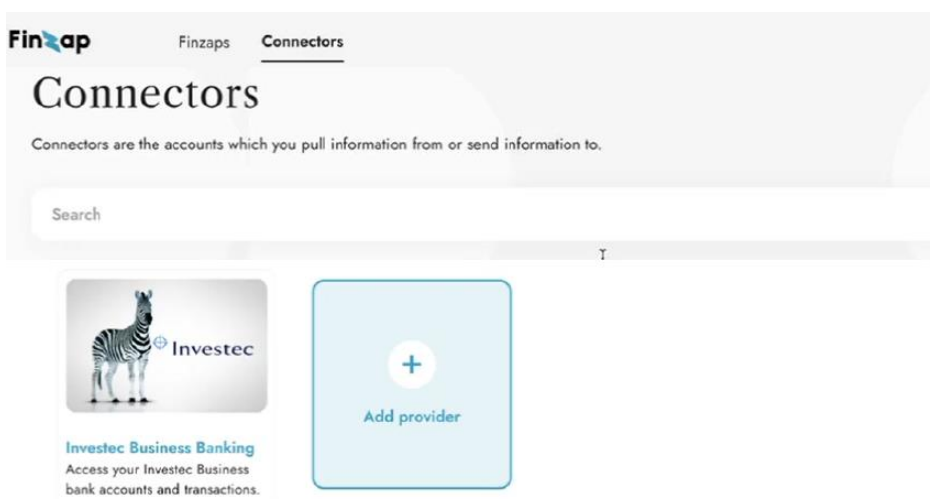 Finzap
Finzaps
Connectors
Connectors
Connectors are the accounts which you pull information from or send information to.
Search
Investec
+
Add provider
Investec Business Banking
Access your Investec Business
bank accounts and transactions.